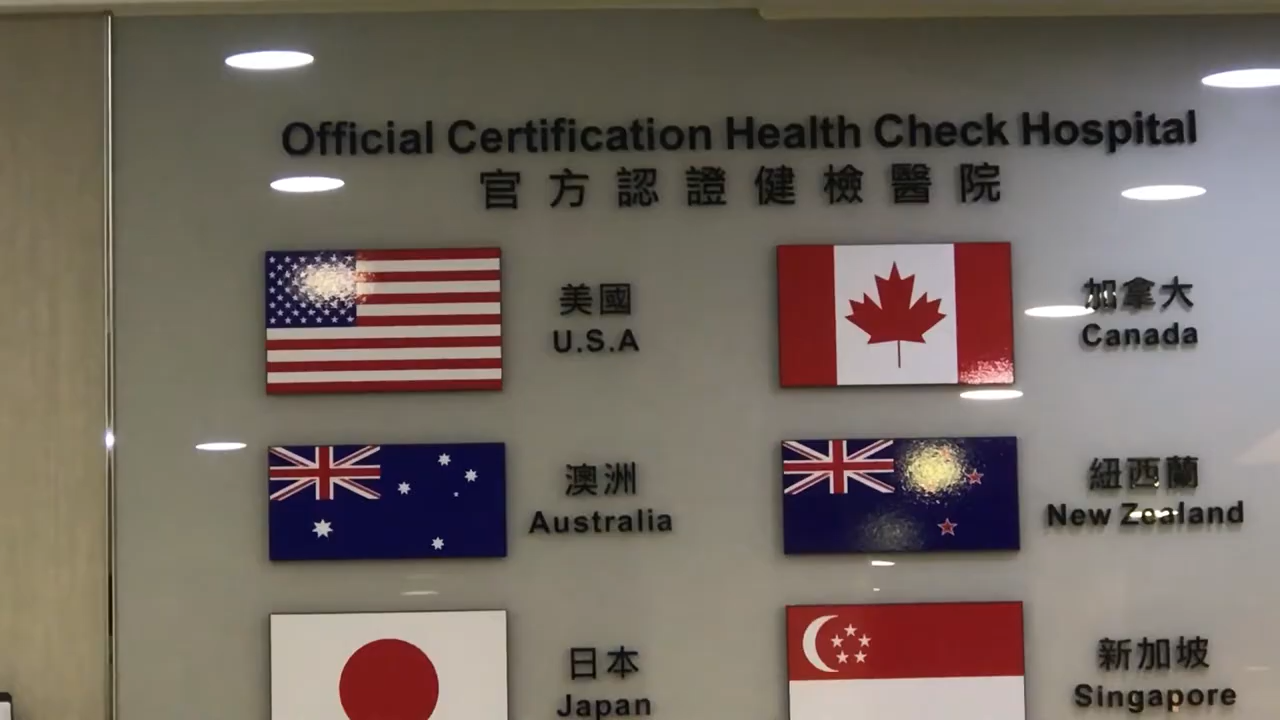 Official Certification Health Check Hospital
官方認證健檢醫院
美國
U.S.A
加拿大
Canada
澳洲
Australia
紐西蘭
New Zealand
日本
Japan
新加坡
Singapore